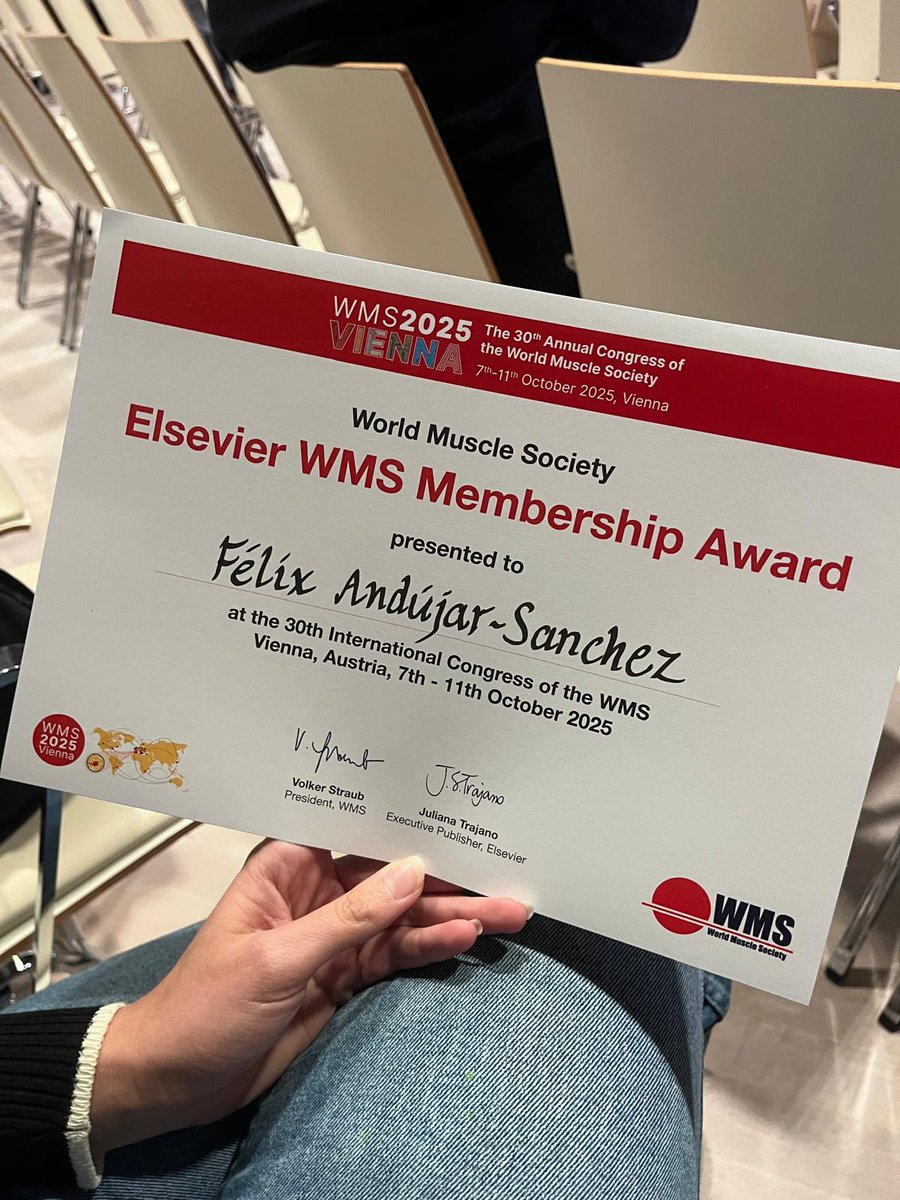 WMS2025
VIENNA
The 30th Annual Congress of
the World Muscle Society
7th-11th October 2025, Vienna
World Muscle Society
Elsevier WMS Membership Award
presented to
Félix Andújar-Sanchez
at the 30th International Congress of the WMS
Vienna, Austria, 7th - 11th October 2025
WMS
2025
Vienna
V. Straub
J.S.Trajano
Volker Straub
President, WMS
Juliana Trajano
Executive Publisher, Elsevier
WMS
World Muscle Society